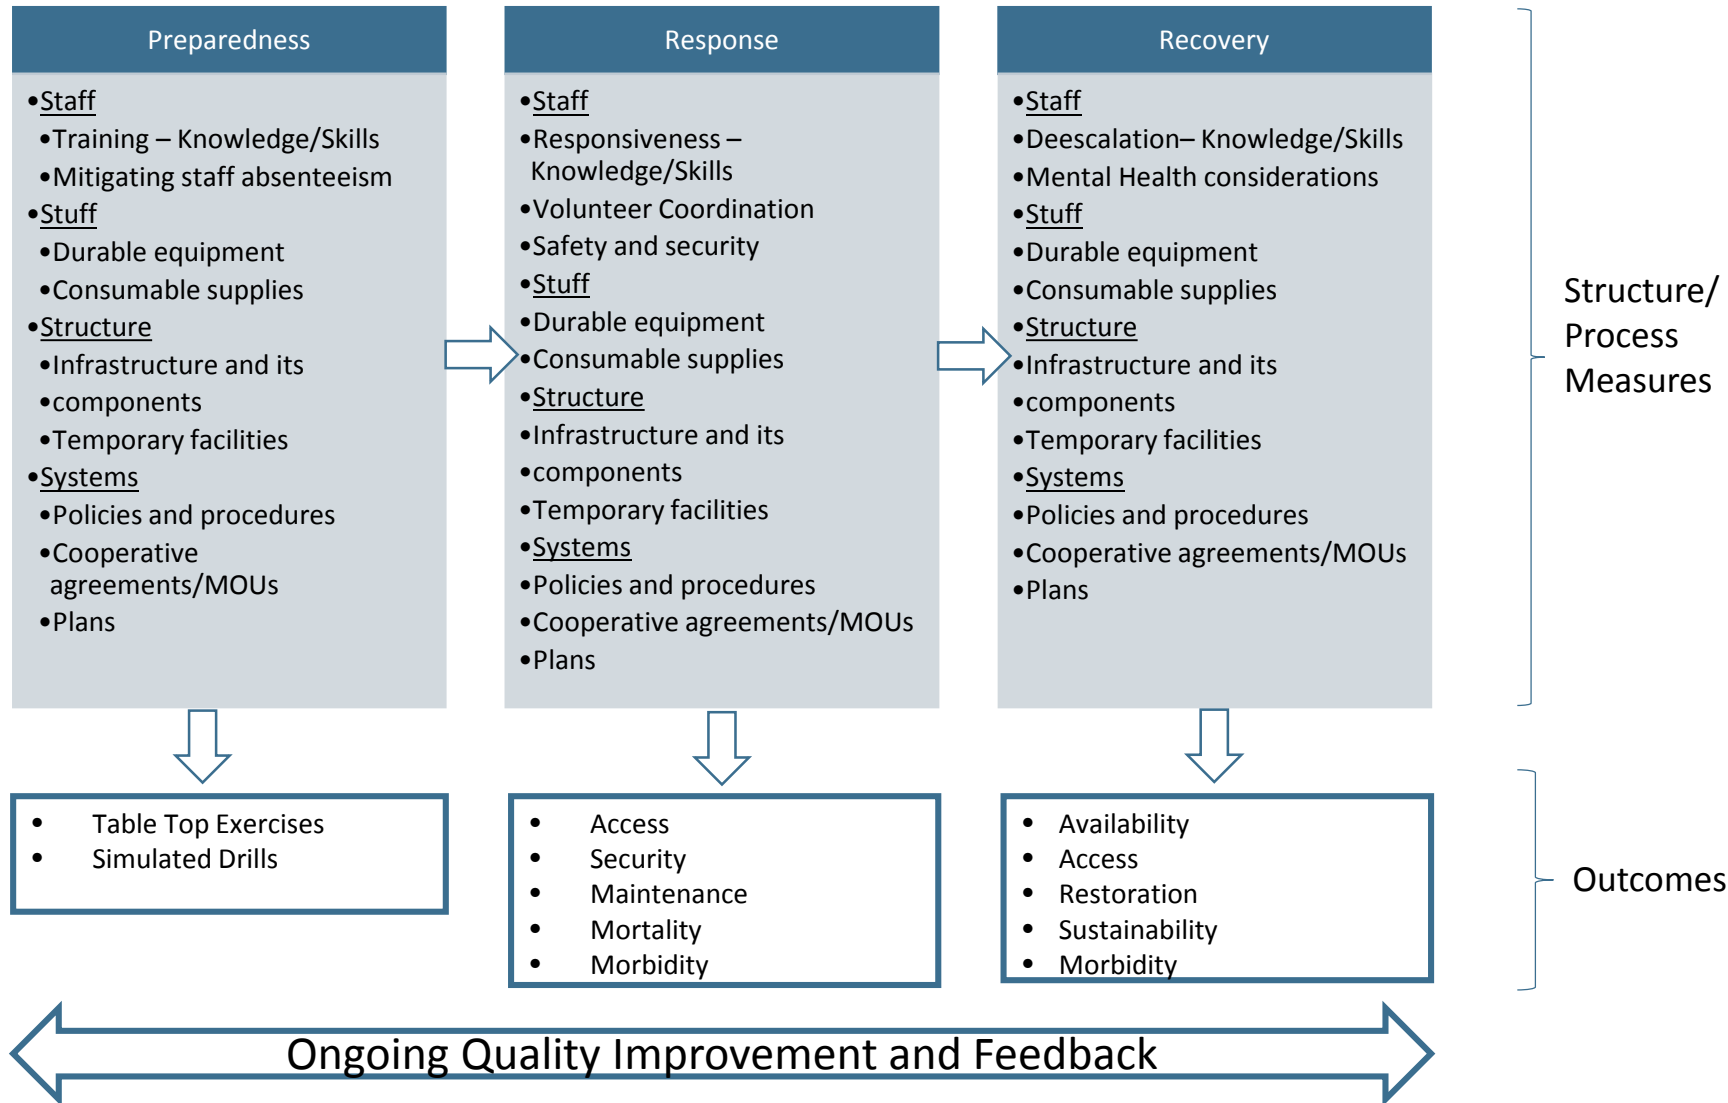 Preparedness
•Staff
•Training – Knowledge/Skills
•Mitigating staff absenteeism
•Stuff
•Durable equipment
•Consumable supplies
•Structure
•Infrastructure and its
•components
•Temporary facilities
•Systems
•Policies and procedures
•Cooperative
agreements/MOUs
•Plans
Response
•Staff
•Responsiveness –
Knowledge/Skills
•Volunteer Coordination
•Safety and security
•Stuff
•Durable equipment
•Consumable supplies
•Structure
•Infrastructure and its
•components
•Temporary facilities
•Systems
•Policies and procedures
•Cooperative agreements/MOUs
•Plans
Recovery
•Staff
•Deescalation– Knowledge/Skills
•Mental Health considerations
•Stuff
•Durable equipment
•Consumable supplies
•Structure
•Infrastructure and its
•components
•Temporary facilities
•Systems
•Policies and procedures
•Cooperative agreements/MOUs
•Plans
Structure/
Process
Measures
• Table Top Exercises
• Simulated Drills
• Access
• Security
• Maintenance
• Mortality
• Morbidity
• Availability
• Access
• Restoration
• Sustainability
• Morbidity
Outcomes
Ongoing Quality Improvement and Feedback